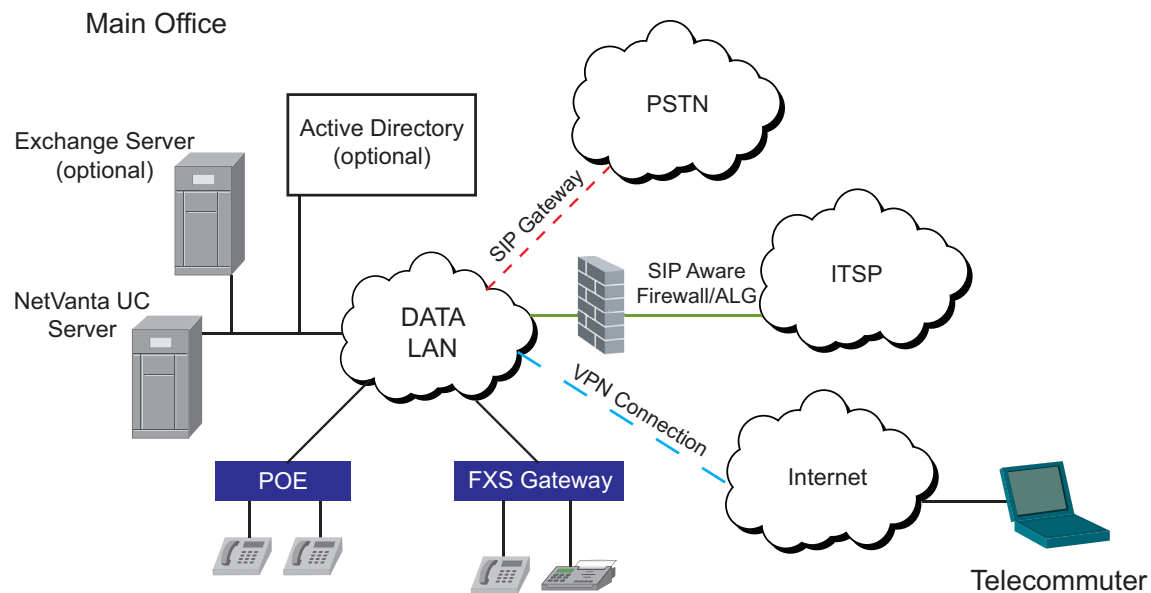 Main Office
PSTN
Active Directory
(optional)
Exchange Server
(optional)
SIP Gateway
SIP Aware
Firewall/ALG
ITSP
NetVanta UC
Server
DATA
LAN
VPN Connection
POE
FXS Gateway
Internet
Telecommuter